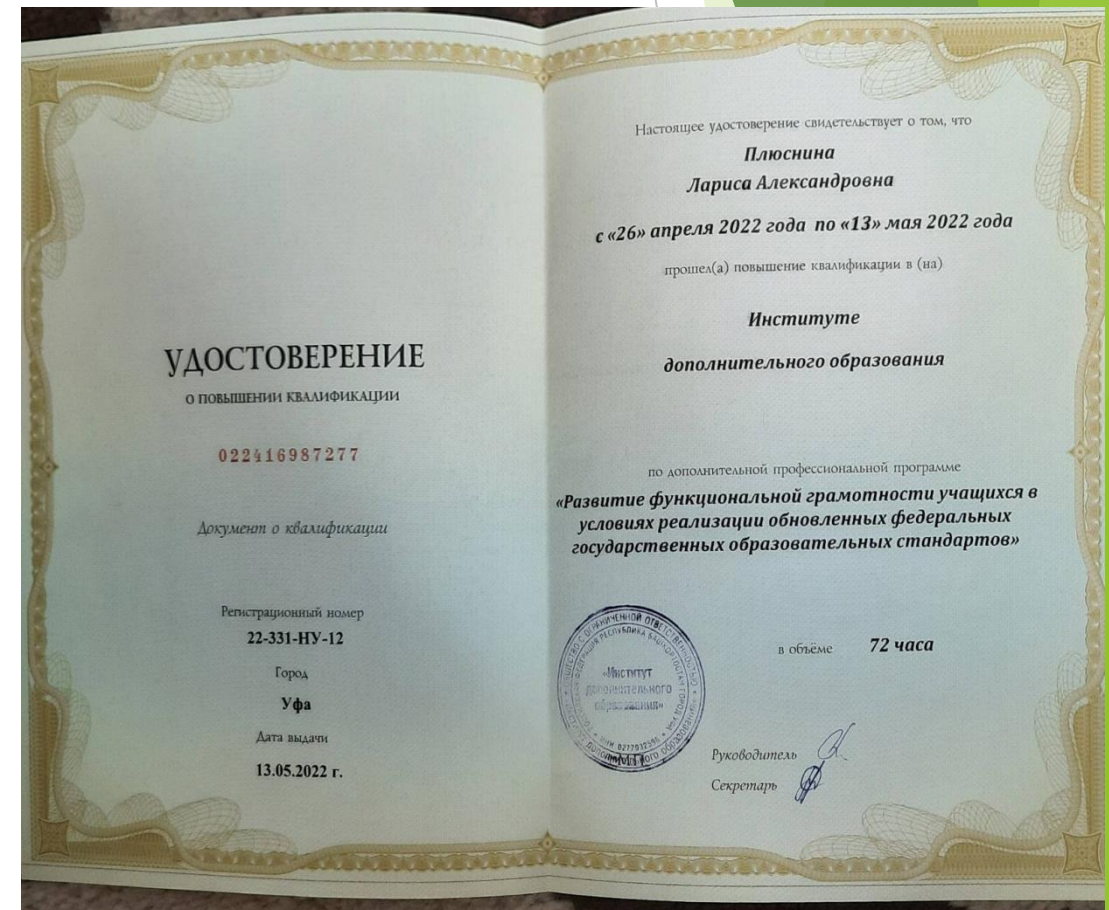 УДОСТОВЕРЕНИЕ
О ПОВЫШЕНИИ КВАЛИФИКАЦИИ
022416987277
Документ о квалификации
Регистрационный номер
22-331-НУ-12
Город
Уфа
Дата выдачи
13.05.2022 г.
Настоящее удостоверение свидетельствует о том, что
Плюснина
Лариса Александровна
с «26» апреля 2022 года по «13» мая 2022 года
прошел(а) повышение квалификации в (на)
Институте
дополнительного образования
по дополнительной профессиональной программе
«Развитие функциональной грамотности учащихся в
условиях реализации обновленных федеральных
государственных образовательных стандартов»
в объёме 72 часа
«Институт
дополнительного
образования»
М.П.
Руководитель
Секретарь